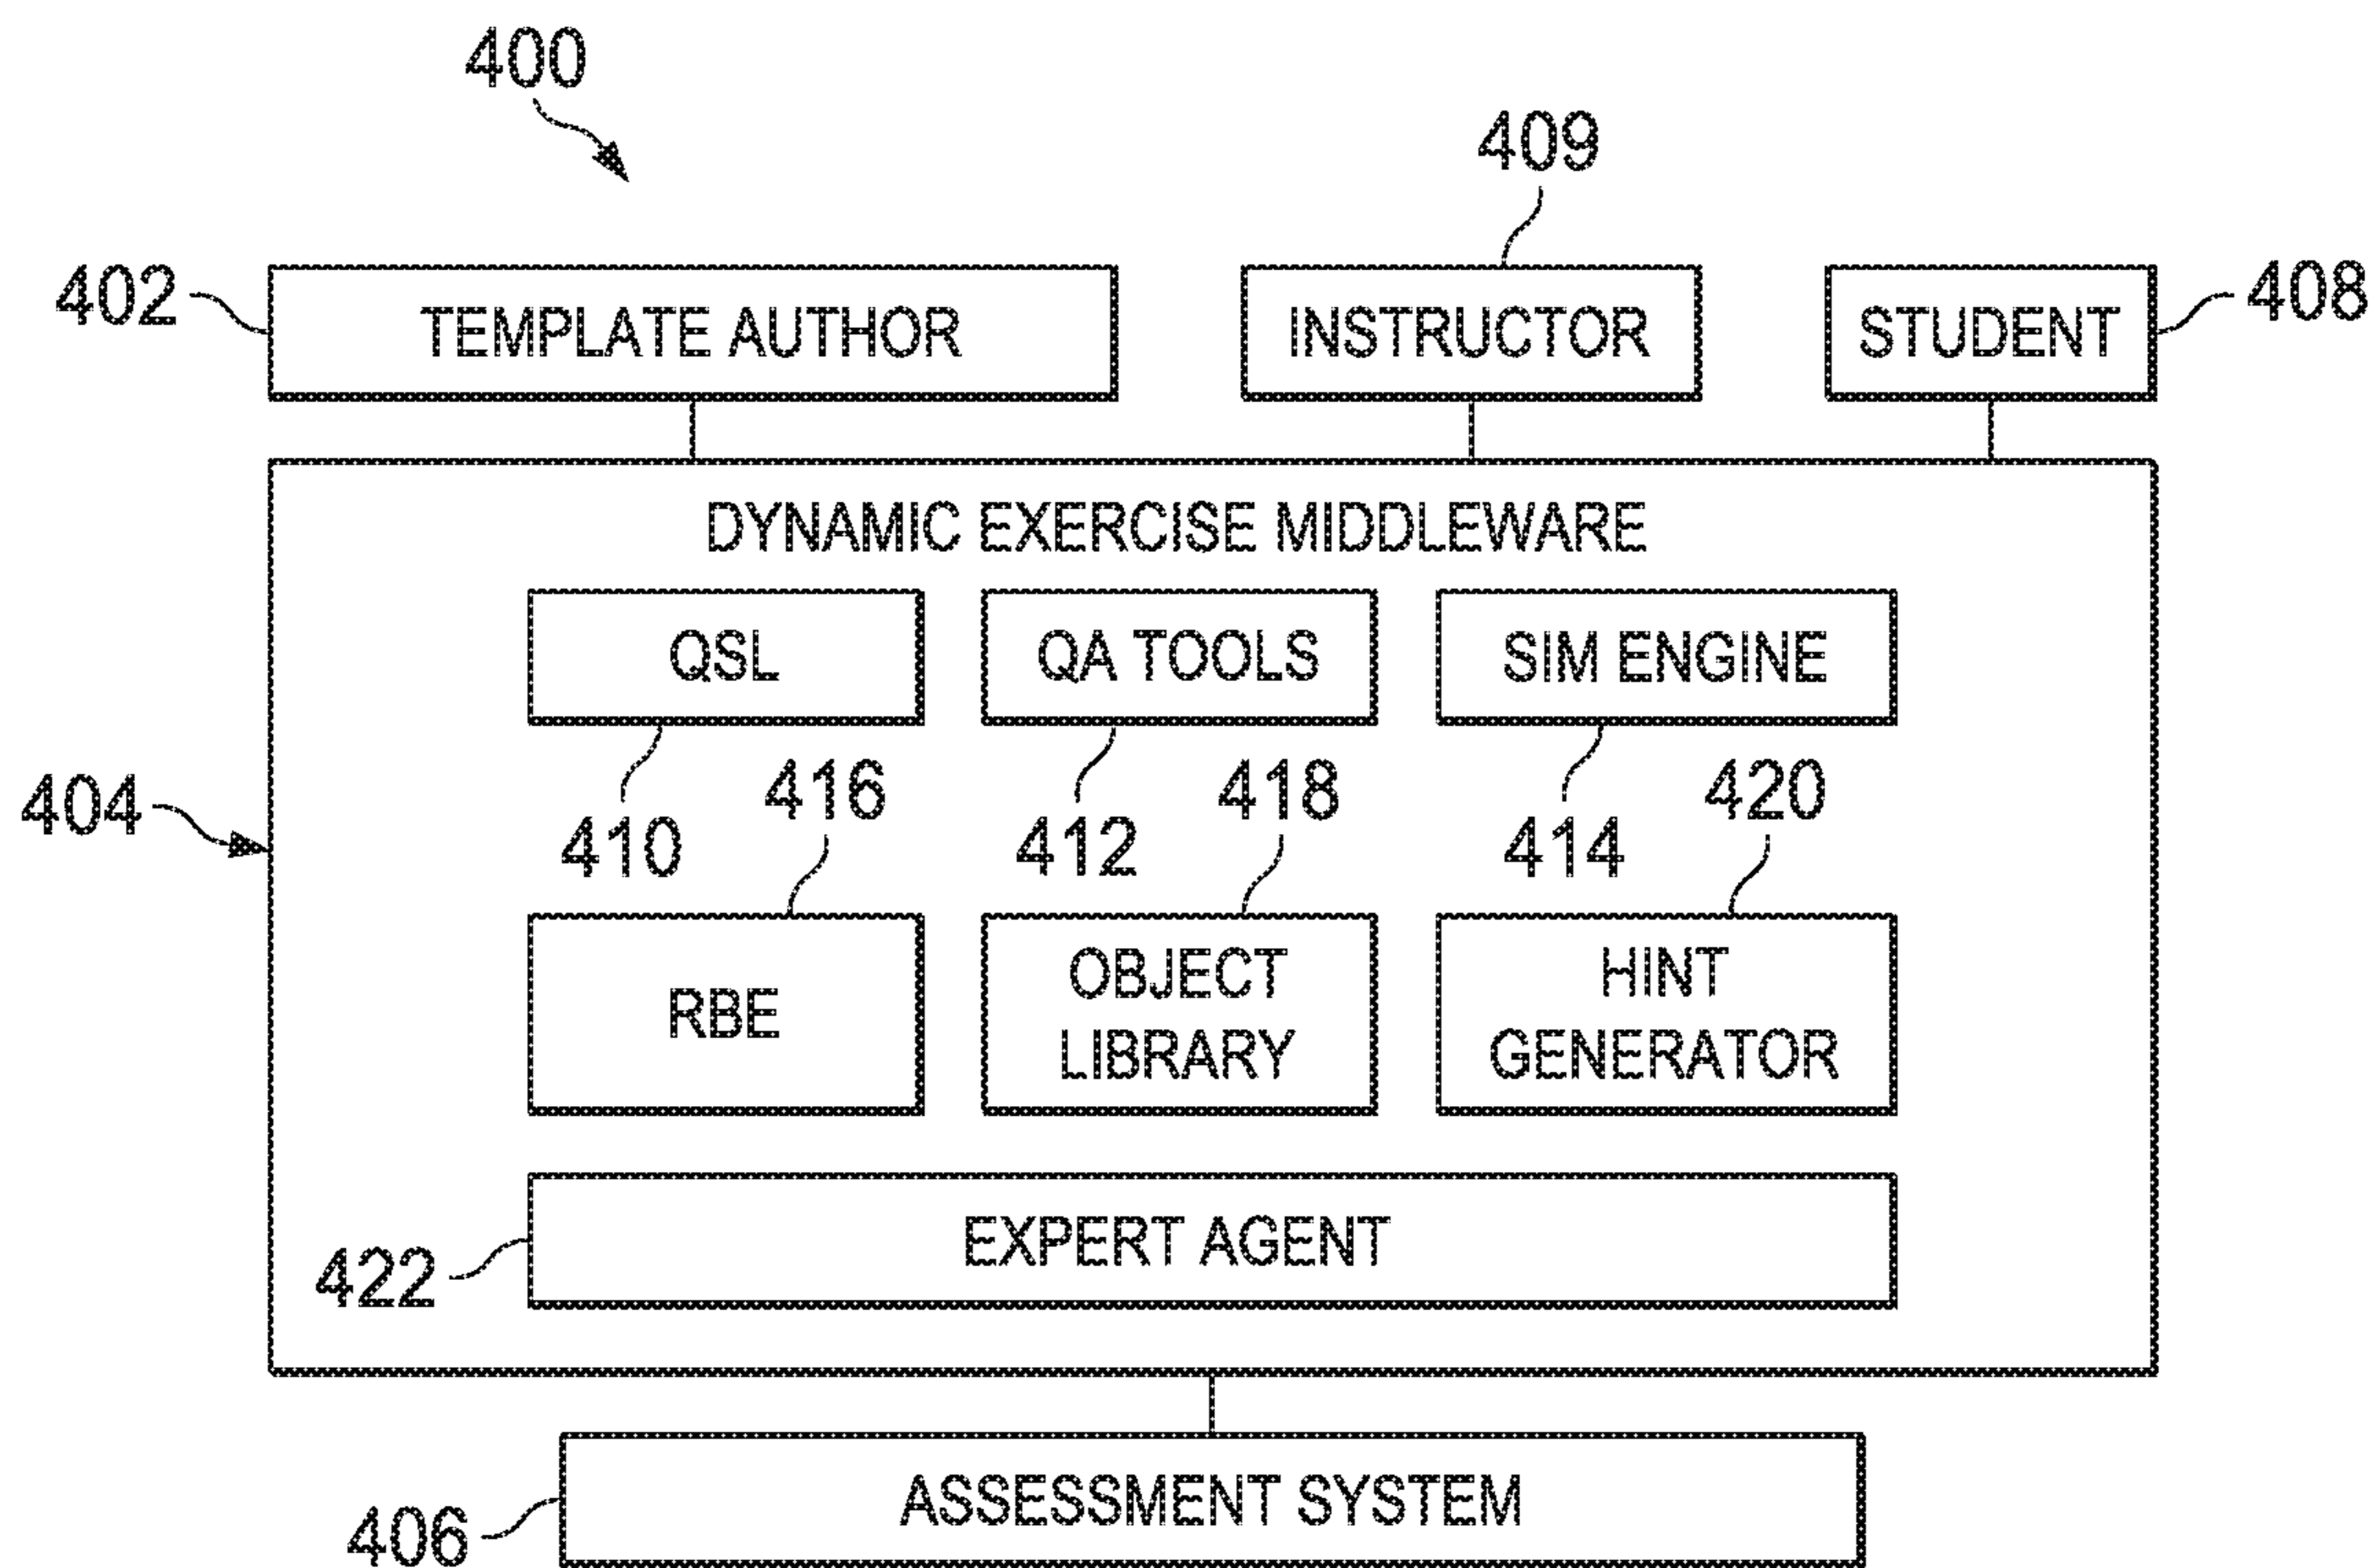 400
409
402
TEMPLATE AUTHOR
INSTRUCTOR
STUDENT
408
DYNAMIC EXERCISE MIDDLEWARE
QSL
QA TOOLS
SIM ENGINE
404
410
416
412
418
414
420
RBE
OBJECT
LIBRARY
HINT
GENERATOR
EXPERT AGENT
422
ASSESSMENT SYSTEM
406